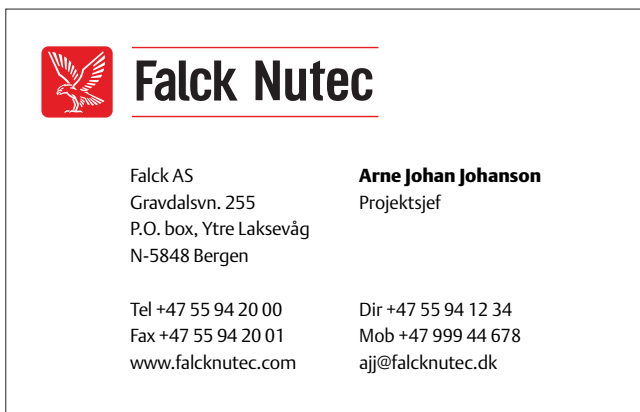 Falck Nutec
Falck AS
Gravdalsvn. 255
P.O. box, Ytre Laksevåg
N-5848 Bergen
Arne Johan Johanson
Projektsjef
Tel +47 55 94 20 00
Fax +47 55 94 20 01
www.falcknutec.com
Dir +47 55 94 12 34
Mob +47 999 44 678
ajj@falcknutec.dk